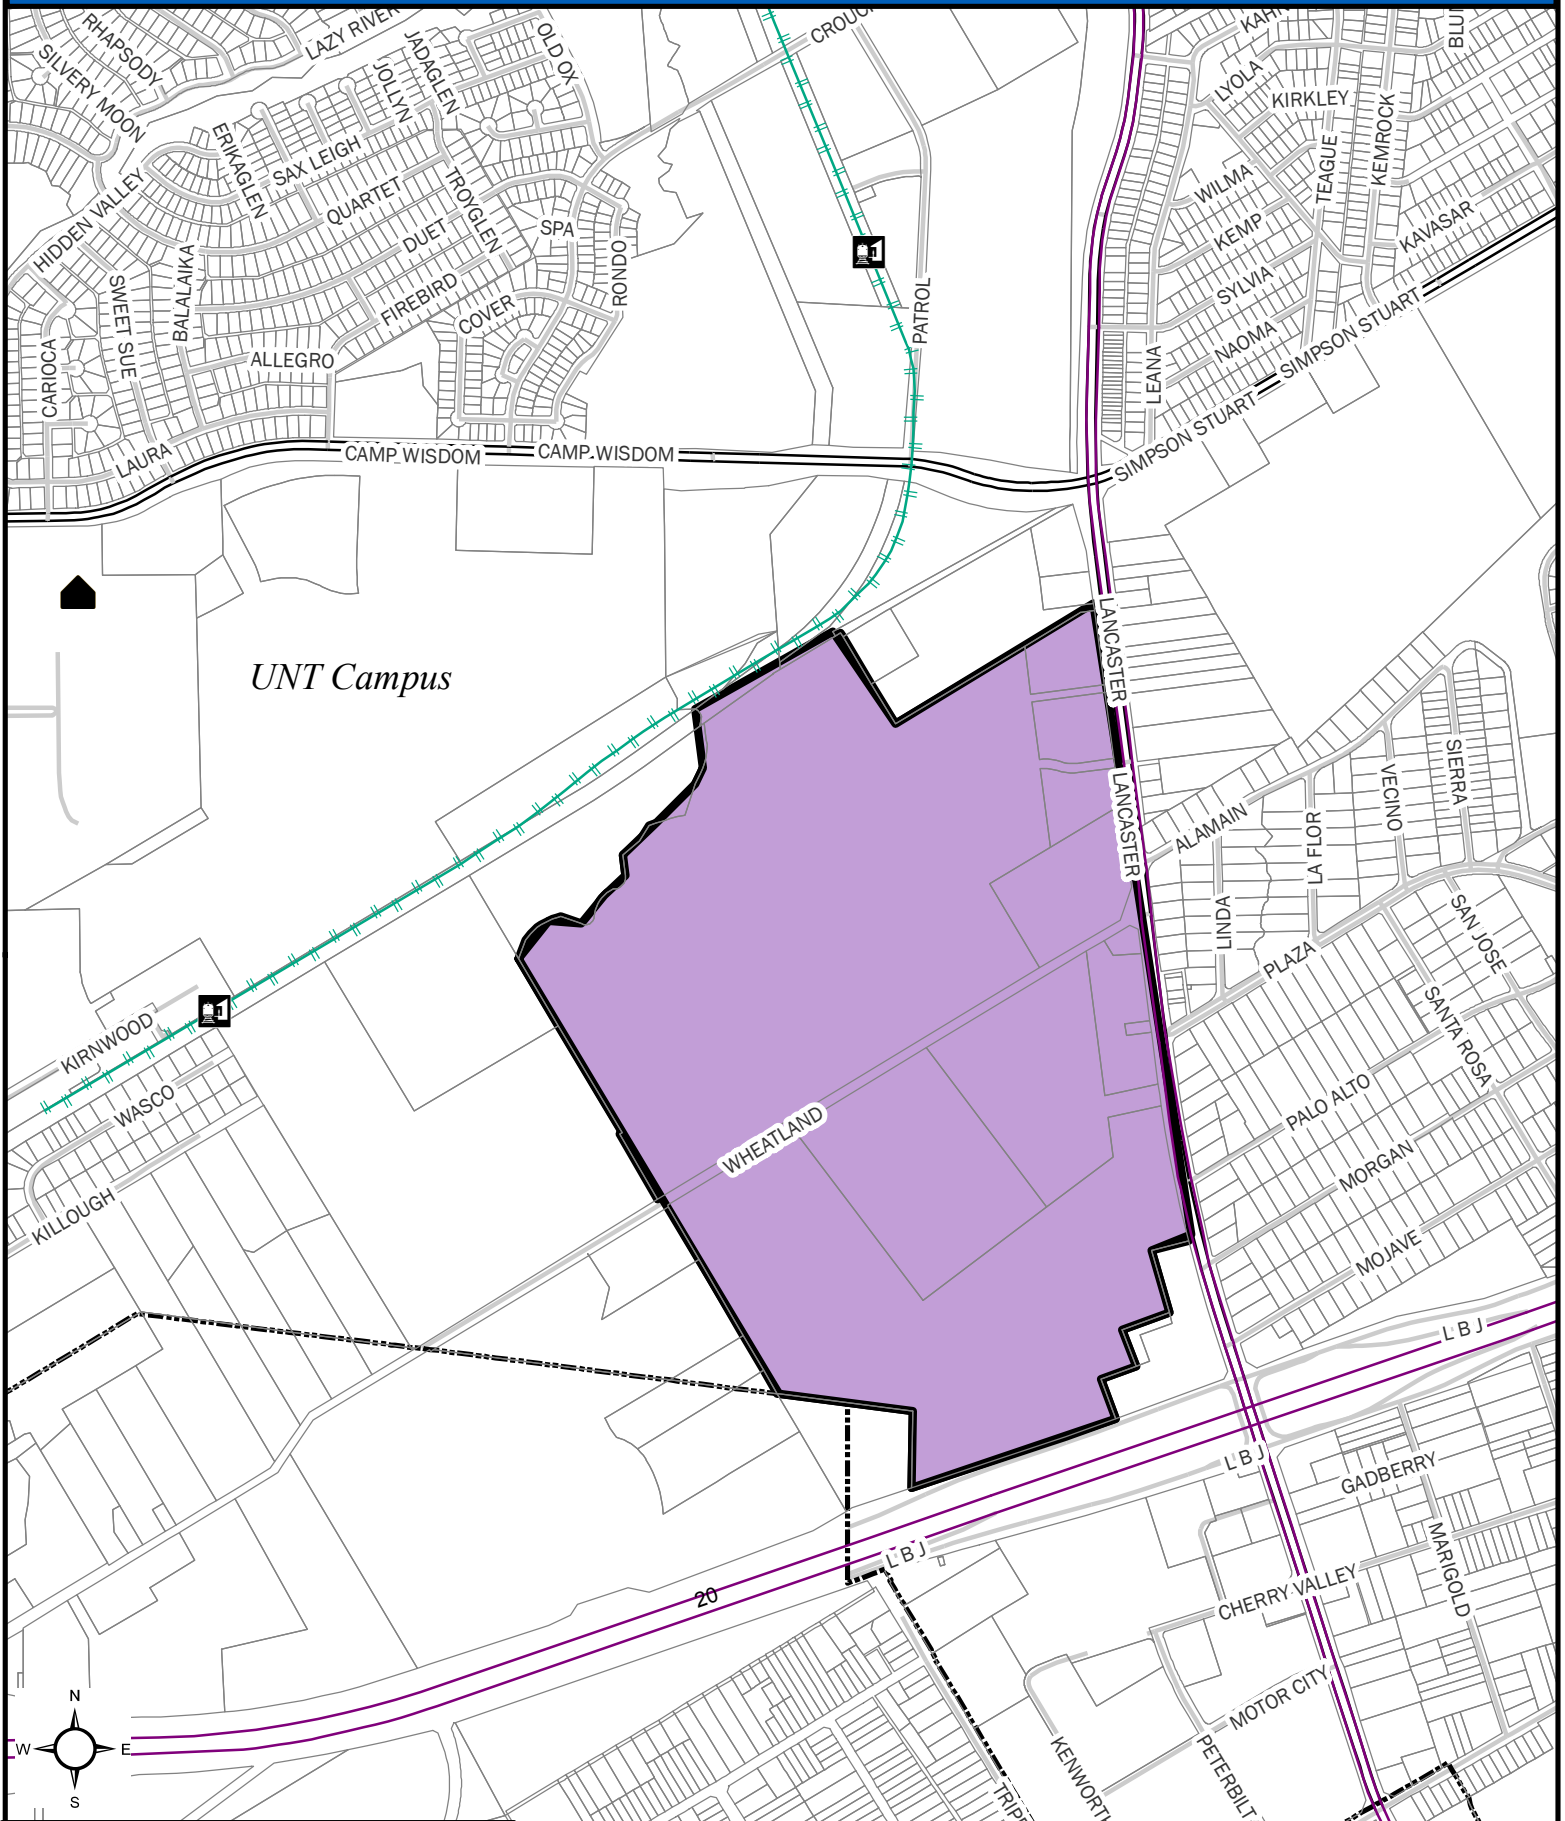 RHAPSODY
LAZY RIVER
JADAGLEN
OLD OX
CROUCH
KAHN
SILVERY MOON
JOLLYN
LYOLA
KIRKLEY
KEMROCK
ERIKAGLEN
SAX LEIGH
TEAGUE
HIDDEN VALLEY
QUARTET
TROYGLEN
WILMA
DUET
SPA
KEMP
KAVASAR
BALALAIKA
SWEET SUE
FIREBIRD
COVER
RONDO
PATROL
SYLVIA
NAOMA
SIMPSON STUART
CARIOCA
ALLEGRO
LEANA
LAURA
CAMP WISDOM
CAMP WISDOM
SIMPSON STUART
UNT Campus
LANCASTER
LANCASTER
ALAMAIN
LA FLOR
VECINO
SIERRA
LINDA
PLAZA
SAN JOSE
SANTA ROSA
KIRNWOOD
WASCO
KILLOUGH
WHEATLAND
PALO ALTO
MORGAN
MOJAVE
L B J
L B J
GADBERRY
L B J
MARIGOLD
20
CHERRY VALLEY
MOTOR CITY
KENWORTH
PETERBILT
N
W
E
S